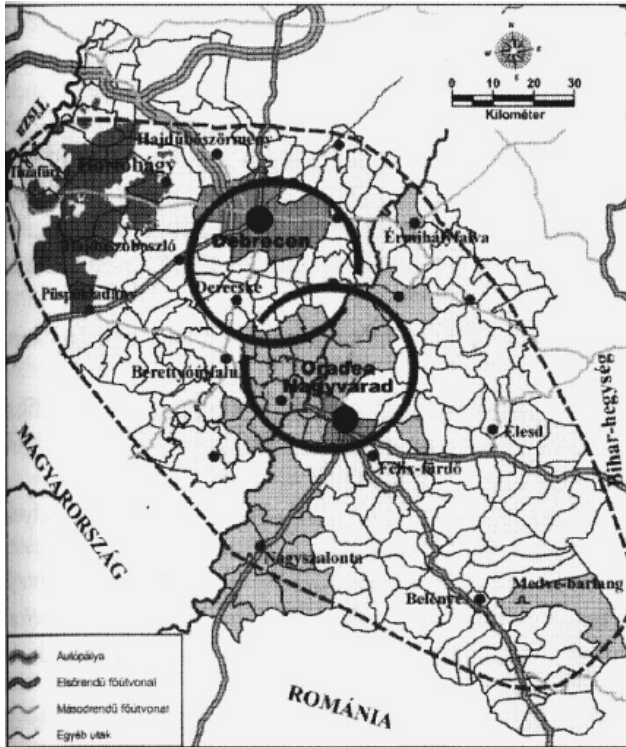 N
W
E
S
0 10 20 30
Kilométer
Tisza
Hajdúböszörmény
Hortobágy
Tiszafüred
Debrecen
Érmihályfalva
Hajdúszoboszló
Derecske
Püspökladány
Berettyóújfalu
Oradea
Nagyvárad
Élesd
Félix-fürdő
Bihar-hegység
MAGYARORSZÁG
Nagyszalonta
Medve-barlang
Belényes
ROMÁNIA
Autópálya
Elsőrendű főútvonal
Másodrendű főútvonal
Egyéb utak